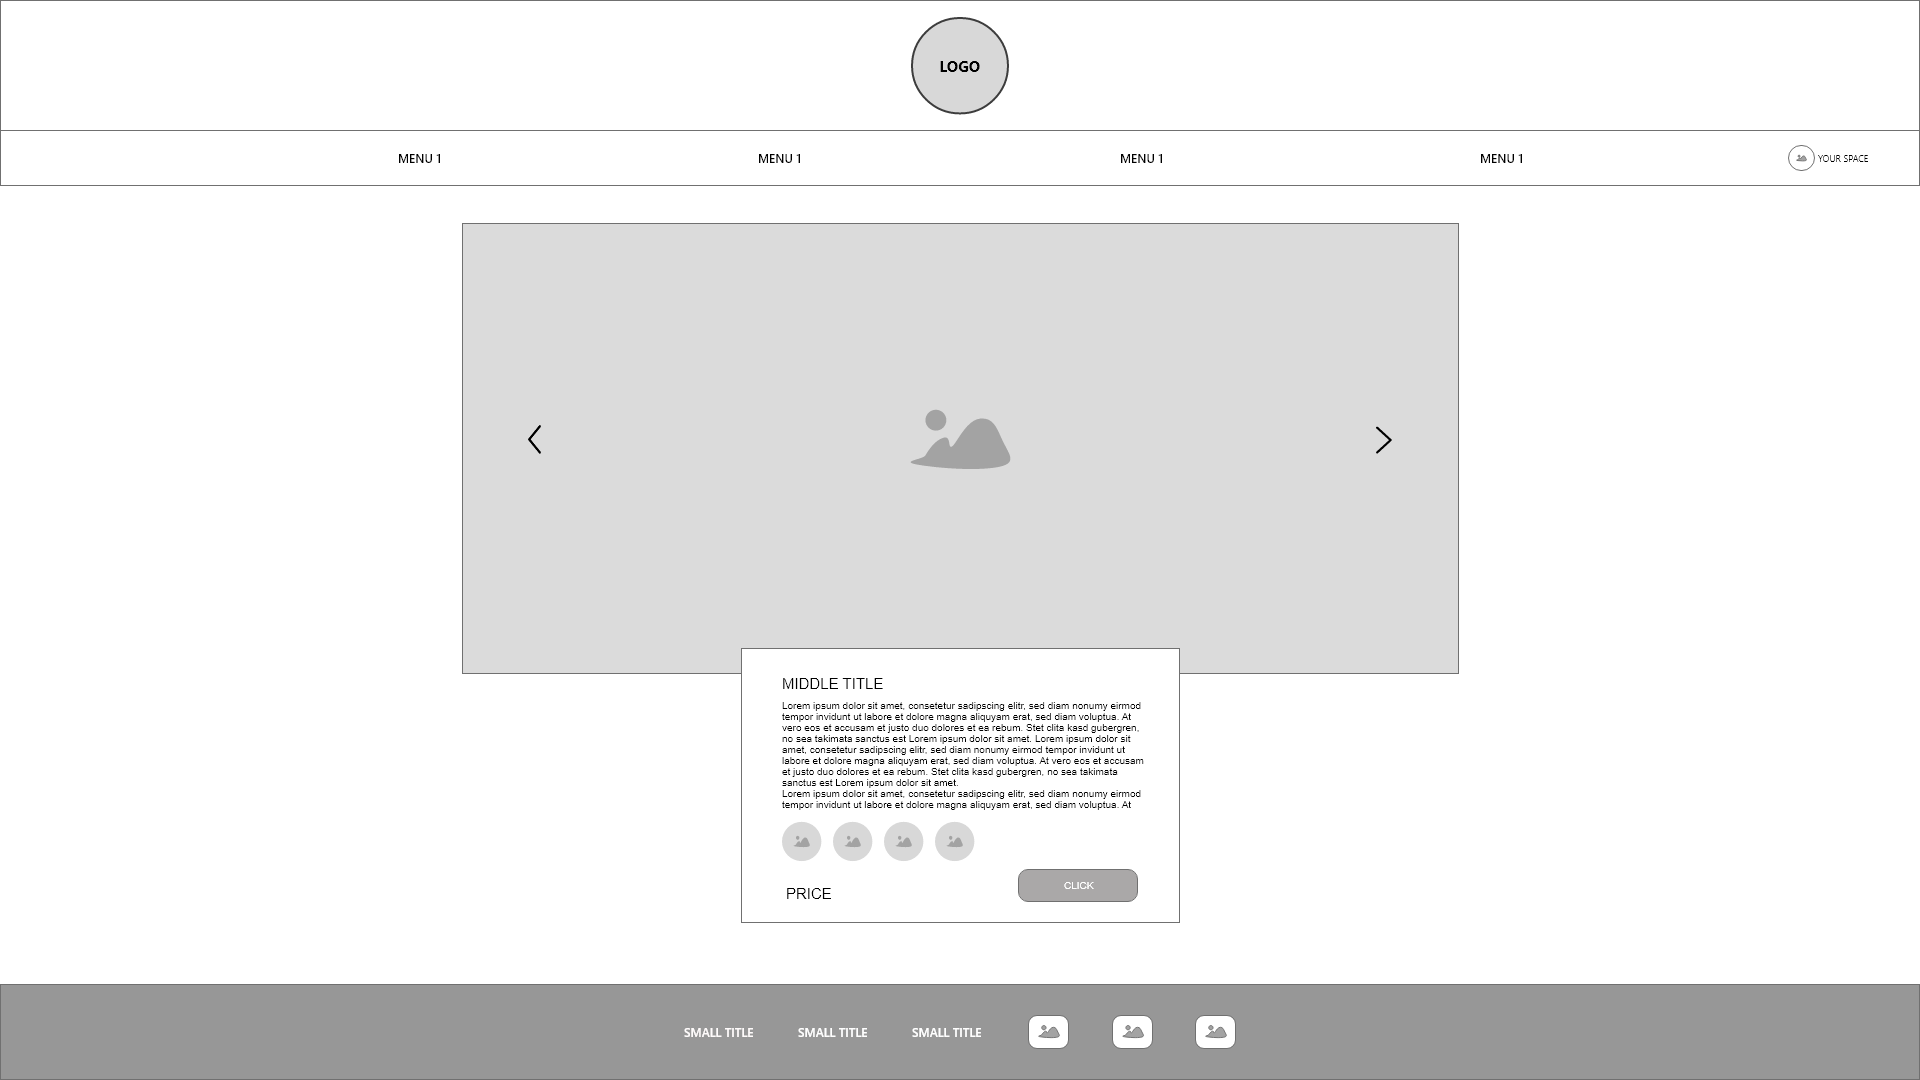 LOGO
MENU 1
MENU 1
MENU 1
MENU 1
YOUR SPACE
MIDDLE TITLE
Lorem ipsum dolor sit amet, consetetur sadipscing elitr, sed diam nonumy eirmod
tempor invidunt ut labore et dolore magna aliquyam erat, sed diam voluptua. At
vero eos et accusam et justo duo dolores et ea rebum. Stet clita kasd gubergren,
no sea takimata sanctus est Lorem ipsum dolor sit amet. Lorem ipsum dolor sit
amet, consetetur sadipscing elitr, sed diam nonumy eirmod tempor invidunt ut
labore et dolore magna aliquyam erat, sed diam voluptua. At vero eos et accusam
et justo duo dolores et ea rebum. Stet clita kasd gubergren, no sea takimata
sanctus est Lorem ipsum dolor sit amet.
Lorem ipsum dolor sit amet, consetetur sadipscing elitr, sed diam nonumy eirmod
tempor invidunt ut labore et dolore magna aliquyam erat, sed diam voluptua. At
PRICE
CLICK
SMALL TITLE
SMALL TITLE
SMALL TITLE